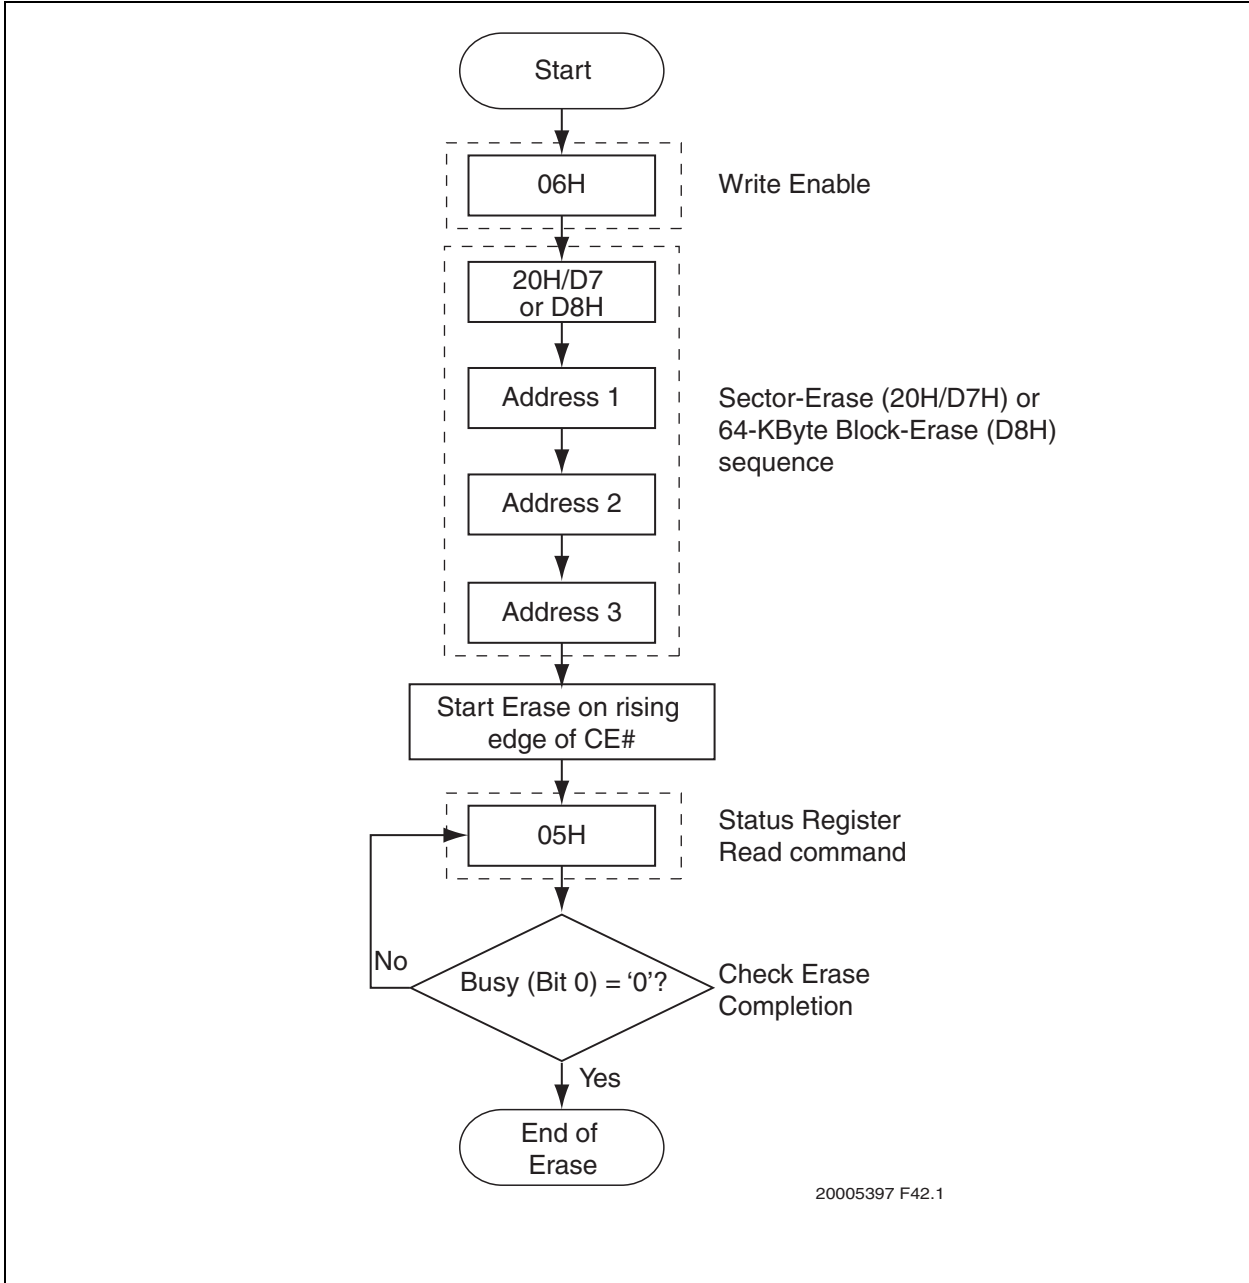 Start
06H
Write Enable
20H/D7
or D8H
Address 1
Sector-Erase (20H/D7H) or
64-KByte Block-Erase (D8H)
sequence
Address 2
Address 3
Start Erase on rising
edge of CE#
05H
Status Register
Read command
No
Busy (Bit 0) = ‘0’?
Check Erase
Completion
Yes
End of
Erase
20005397 F42.1